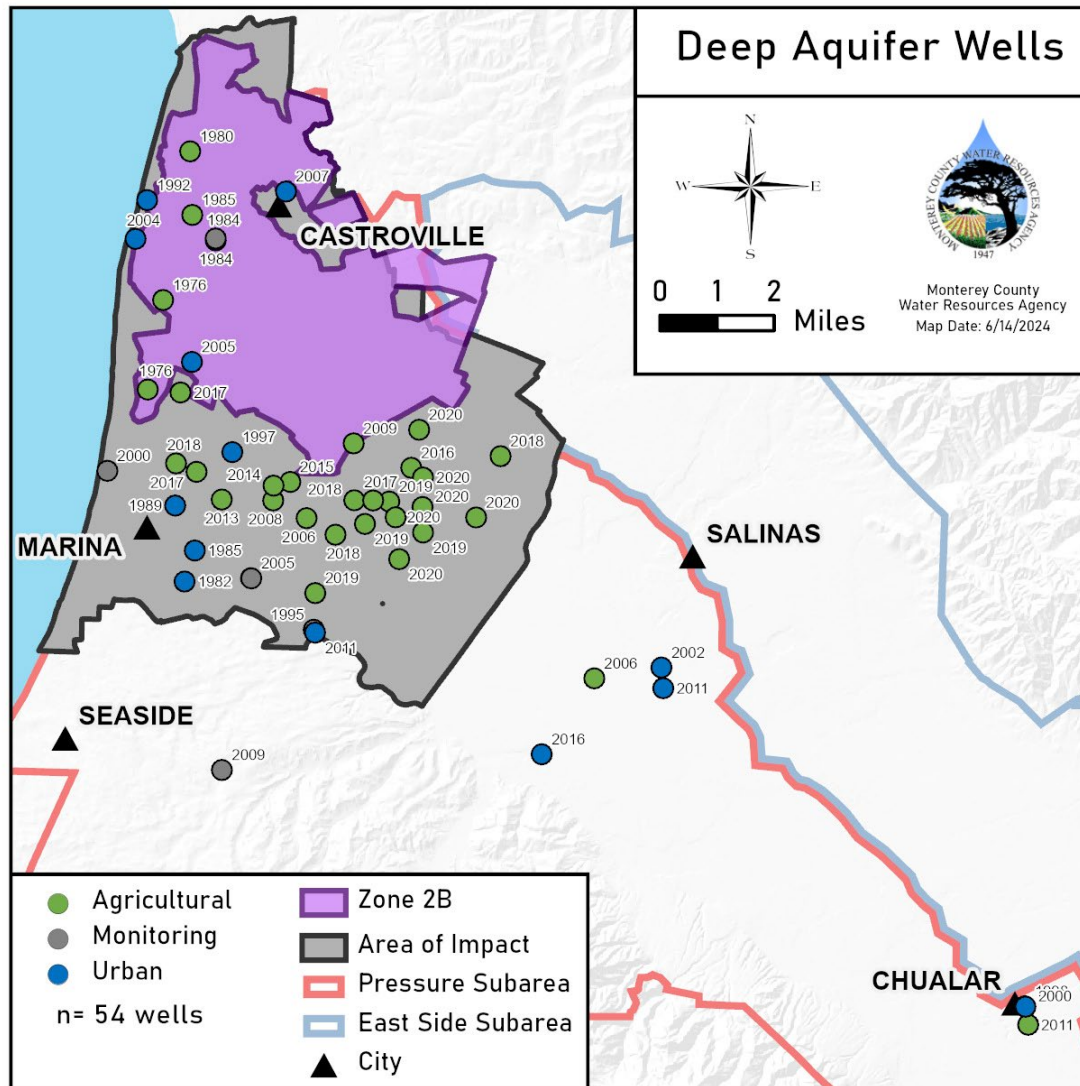 Deep Aquifer Wells
N
W
E
S
0 1 2
Miles
MONTEREY COUNTY WATER RESOURCES AGENCY
1947
Monterey County
Water Resources Agency
Map Date: 6/14/2024
1980
1992
2007
1985
2004
1984
CASTROVILLE
1984
1976
2005
1976
2017
2020
2009
1997
2018
2000
2018
2016
2015
2014
2020
2017
2018
2017
2019
2020
2020
1989
2013
2008
2020
2006
2019
2019
MARINA
2018
1985
2020
SALINAS
2005
2019
1982
1995
2011
2002
2006
2011
SEASIDE
2016
2009
CHUALAR
2000
2011
Agricultural
Monitoring
Urban
n= 54 wells
Zone 2B
Area of Impact
Pressure Subarea
East Side Subarea
City